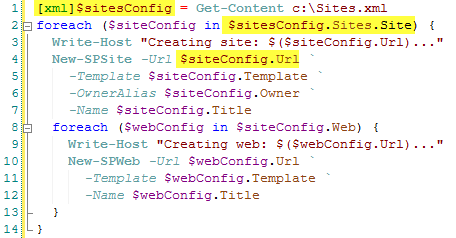 1 [xml]$sitesConfig = Get-Content c:\Sites.xml
2 foreach ($siteConfig in $sitesConfig.Sites.Site) {
3   Write-Host "Creating site: $($siteConfig.Url)..."
4   New-SPSite -Url $siteConfig.Url `
5     -Template $siteConfig.Template `
6     -OwnerAlias $siteConfig.Owner `
7     -Name $siteConfig.Title
8   foreach ($webConfig in $siteConfig.Web) {
9     Write-Host "Creating web: $($webConfig.Url)..."
10     New-SPWeb -Url $webConfig.Url `
11       -Template $webConfig.Template `
12       -Name $webConfig.Title
13   }
14 }